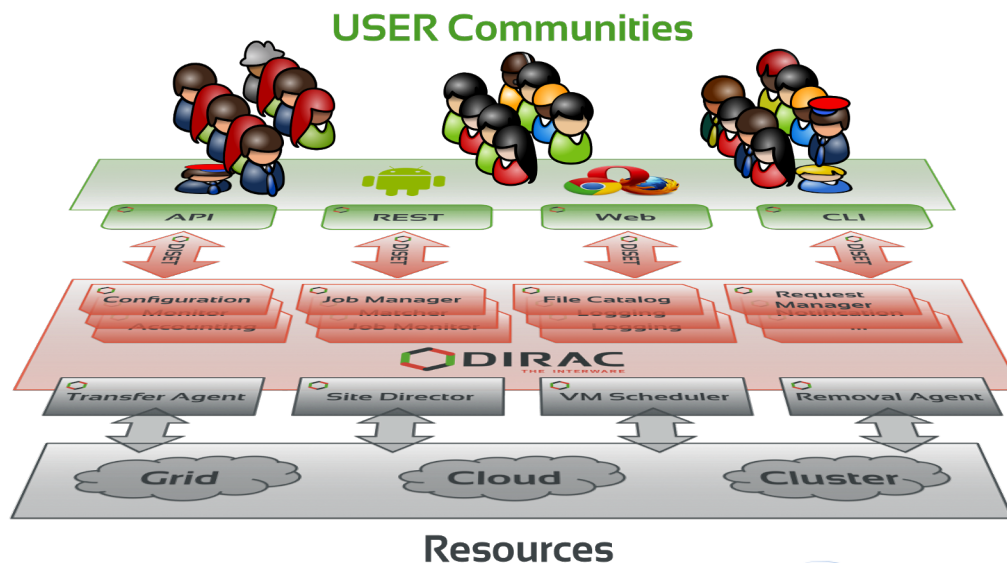 USER Communities
API
REST
Web
CLI
DISET
DISET
DISET
DISET
Configuration
Monitor
Accounting
Job Manager
Matcher
Job Monitor
File Catalog
Logging
Logging
Request
Manager
Notification
...
DIRAC
THE INTERWARE
Transfer Agent
Site Director
VM Scheduler
Removal Agent
Grid
Cloud
Cluster
Resources